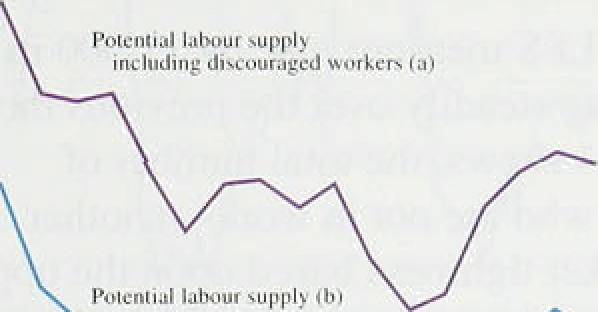 Potential labour supply
including discouraged workers (a)
Potential labour supply (b)